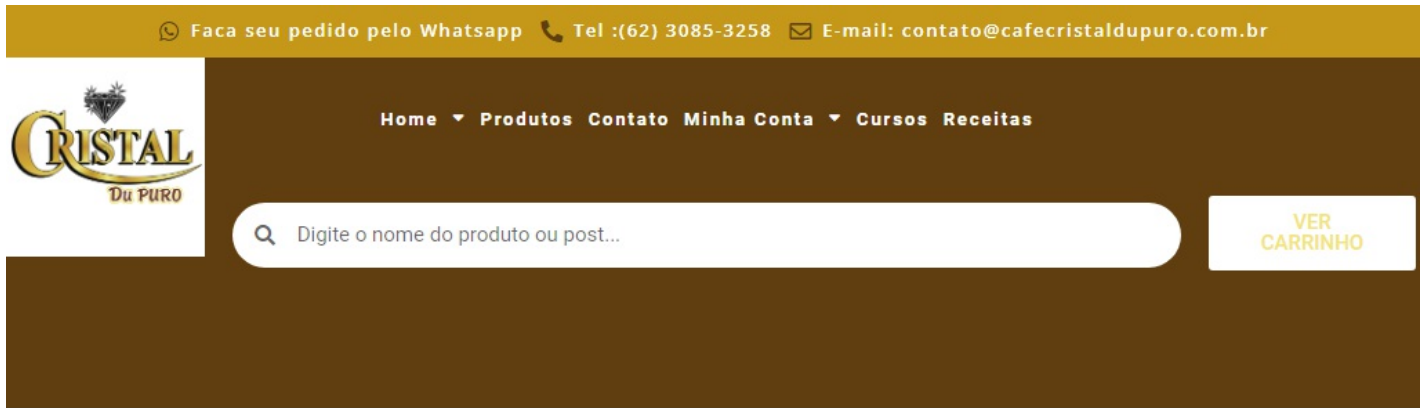 Faca seu pedido pelo Whatsapp Tel :(62) 3085-3258 E-mail: contato@cafecristaldupuro.com.br
CRISTAL
Du PURO
Home Produtos Contato Minha Conta Cursos Receitas
Digite o nome do produto ou post...
VER
CARRINHO